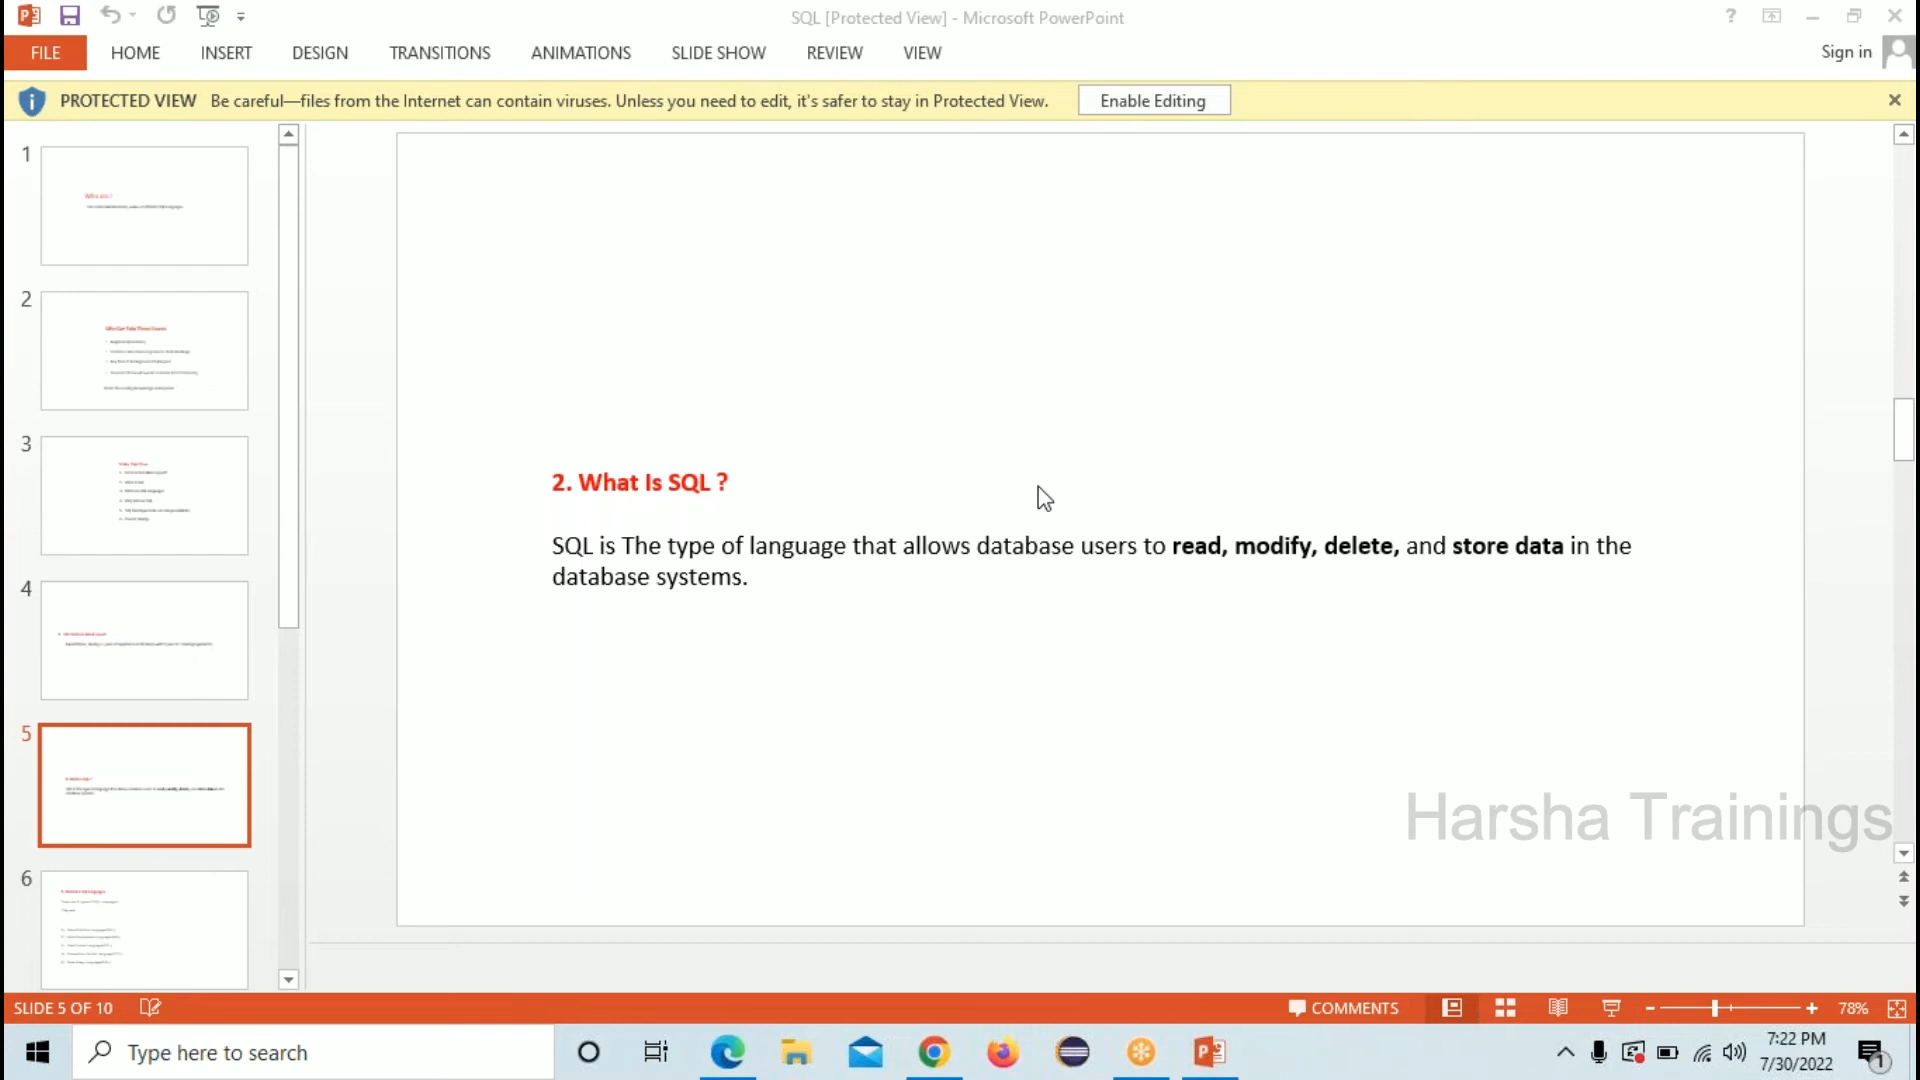 SQL [Protected View] - Microsoft PowerPoint
FILE HOME INSERT DESIGN TRANSITIONS ANIMATIONS SLIDE SHOW REVIEW VIEW Sign in
PROTECTED VIEW Be careful—files from the Internet can contain viruses. Unless you need to edit, it's safer to stay in Protected View. Enable Editing
1
2
3
4
5
6
2. What Is SQL ?
SQL is The type of language that allows database users to read, modify, delete, and store data in the
database systems.
Harsha Trainings
SLIDE 5 OF 10 COMMENTS 78%
Type here to search
7:22 PM
7/30/2022
1